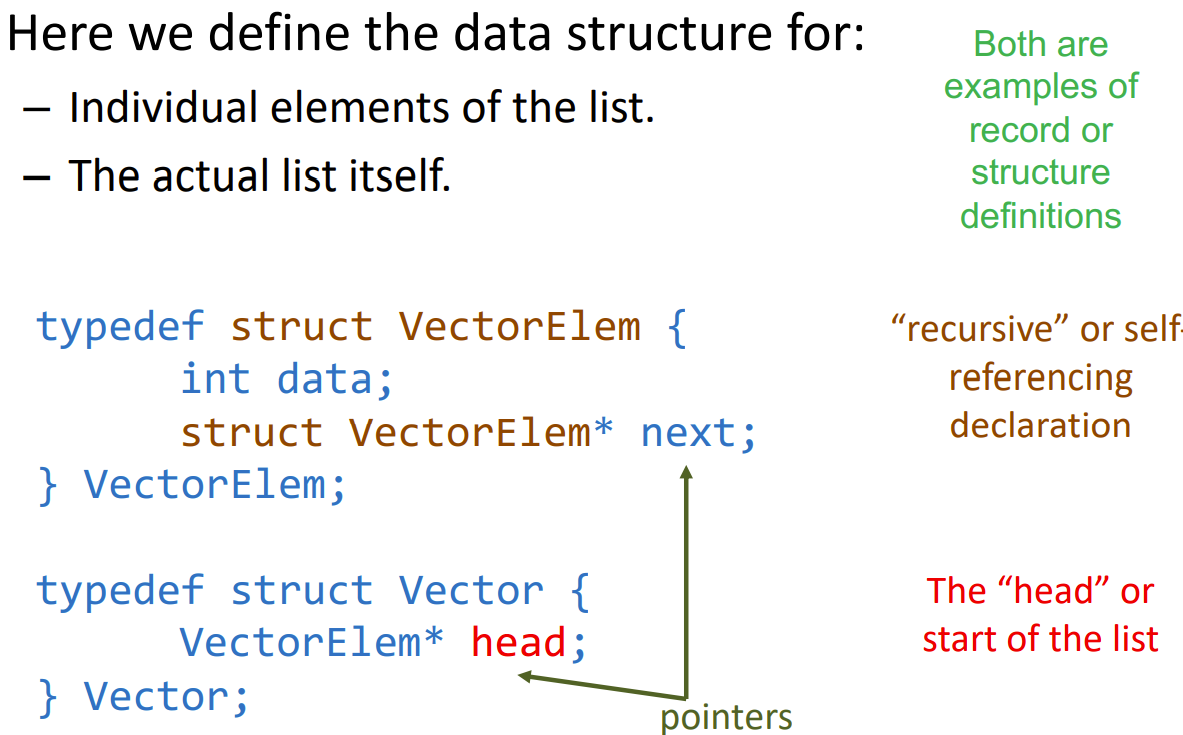 Here we define the data structure for:
– Individual elements of the list.
– The actual list itself.
Both are
examples of
record or
structure
definitions
typedef struct VectorElem {
int data;
struct VectorElem* next;
} VectorElem;
“recursive” or self-
referencing
declaration
typedef struct Vector {
VectorElem* head;
} Vector;
The “head” or
start of the list
pointers